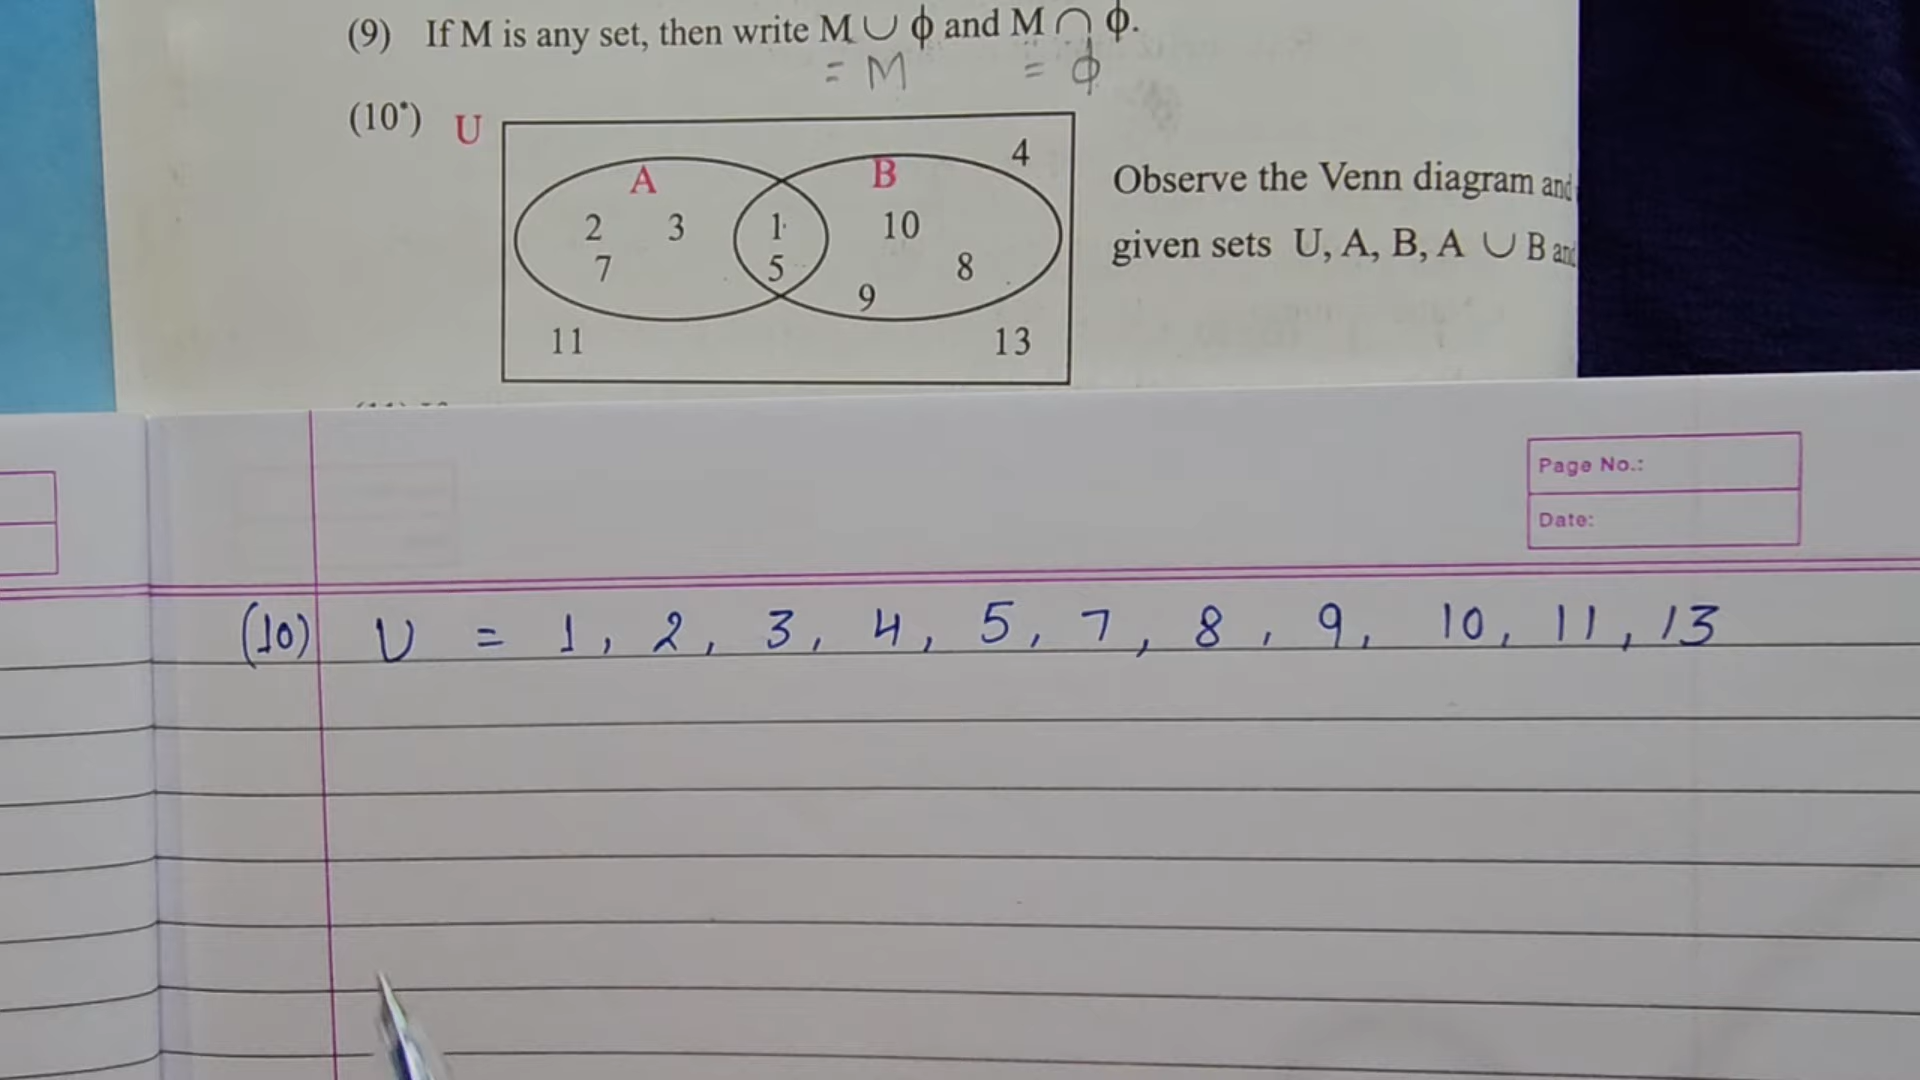 (9) If M is any set, then write M ∪ ϕ and M ∩ ϕ.
= M = ϕ
(10*) U
4
A B
2 3 1 10
7 5 8
9
11 13
Observe the Venn diagram and
given sets U, A, B, A ∪ B and
Page No.:
Date:
(10) U = 1, 2, 3, 4, 5, 7, 8, 9, 10, 11, 13